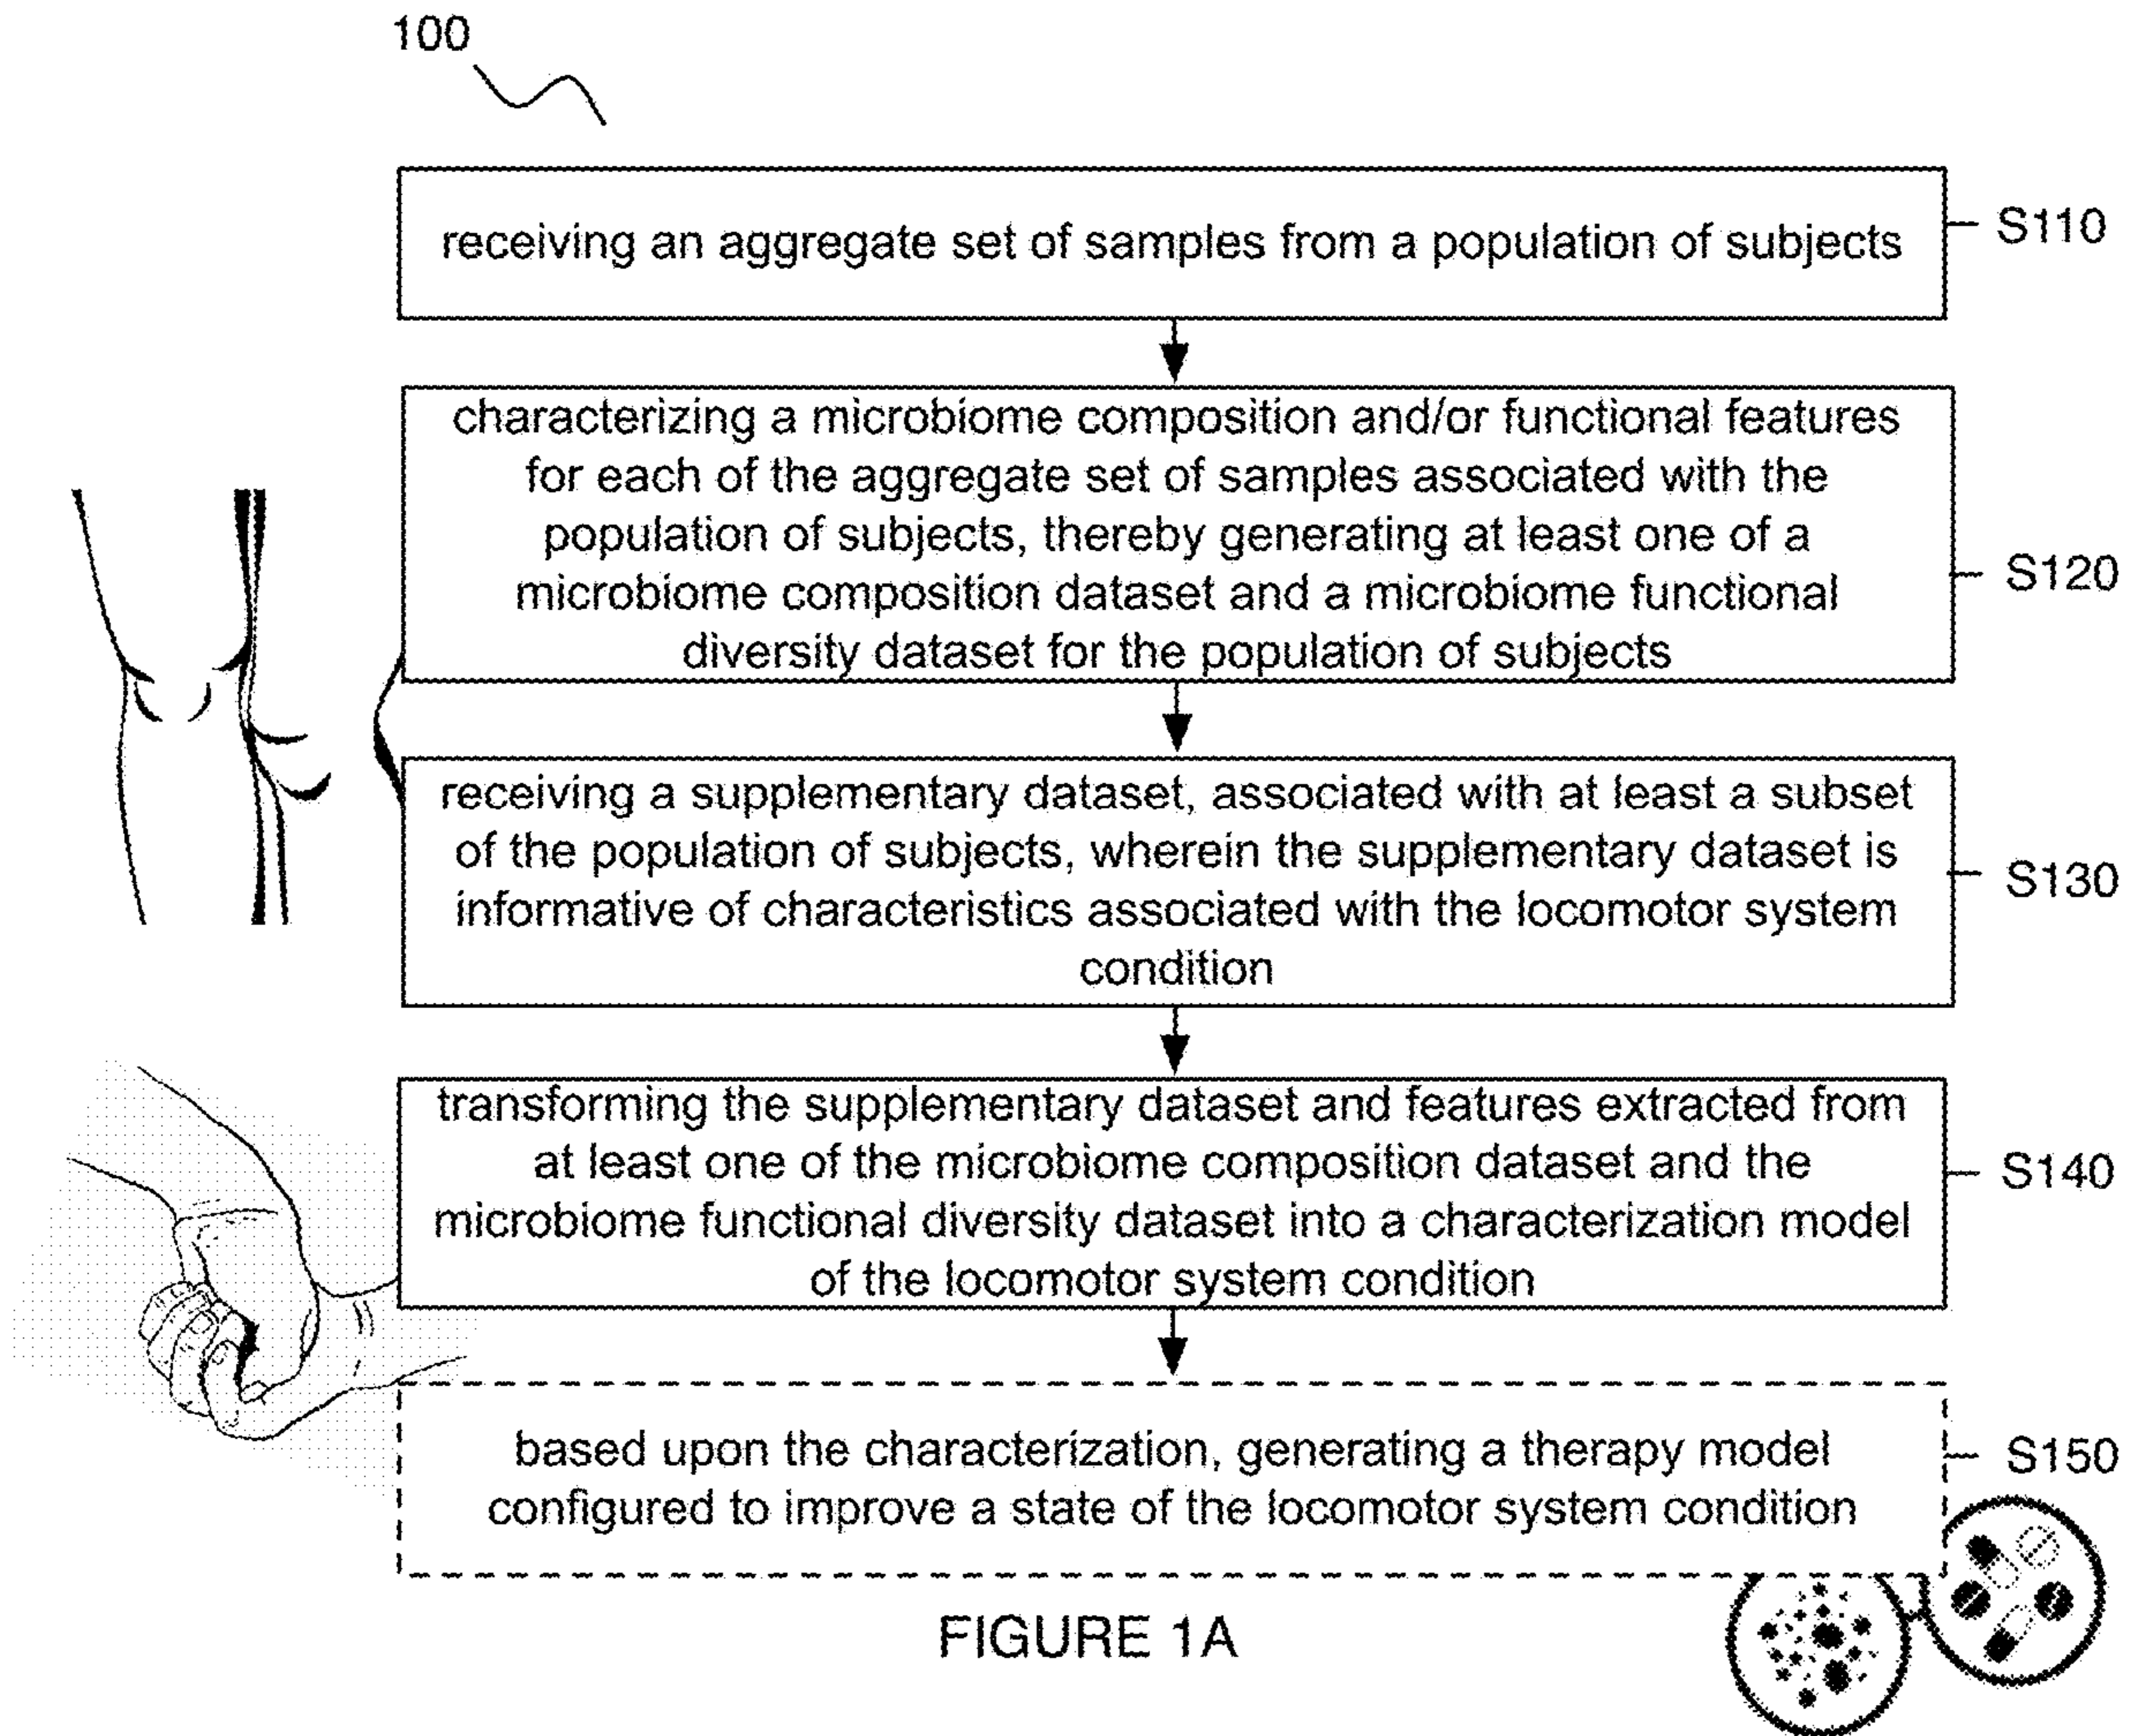 100
receiving an aggregate set of samples from a population of subjects
S110
characterizing a microbiome composition and/or functional features
for each of the aggregate set of samples associated with the
population of subjects, thereby generating at least one of a
microbiome composition dataset and a microbiome functional
diversity dataset for the population of subjects
S120
receiving a supplementary dataset, associated with at least a subset
of the population of subjects, wherein the supplementary dataset is
informative of characteristics associated with the locomotor system
condition
S130
transforming the supplementary dataset and features extracted from
at least one of the microbiome composition dataset and the
microbiome functional diversity dataset into a characterization model
of the locomotor system condition
S140
based upon the characterization, generating a therapy model
configured to improve a state of the locomotor system condition
S150
FIGURE 1A